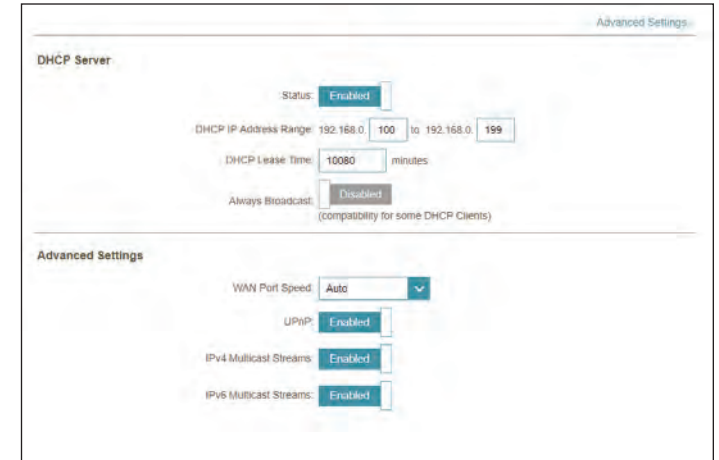 Advanced Settings
DHCP Server
Status: Enabled
DHCP IP Address Range: 192.168.0. 100 to 192.168.0. 199
DHCP Lease Time: 10080 minutes
Always Broadcast: Disabled
(compatibility for some DHCP Clients)
Advanced Settings
WAN Port Speed: Auto
UPnP: Enabled
IPv4 Multicast Streams: Enabled
IPv6 Multicast Streams: Enabled